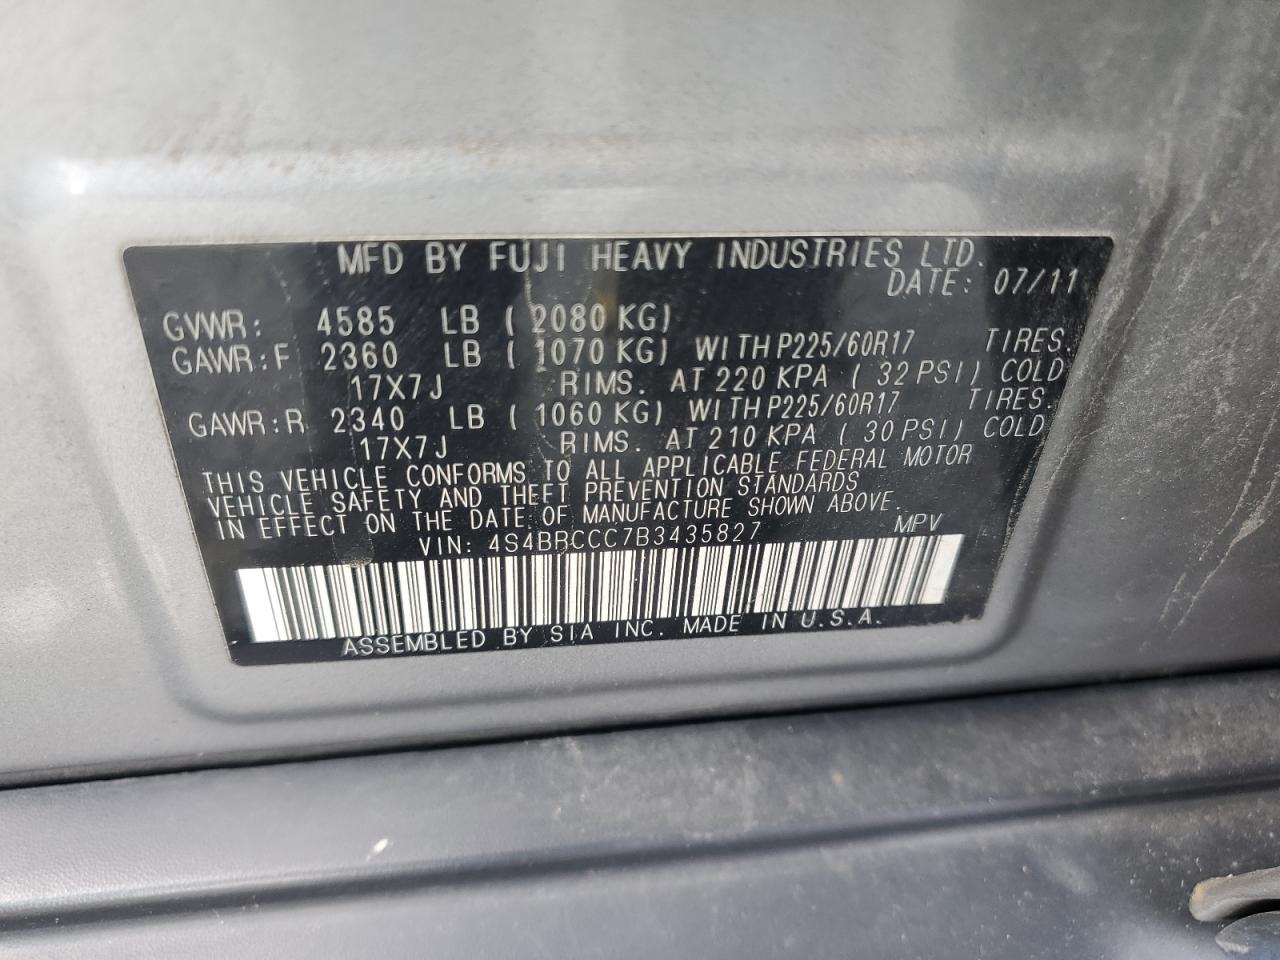 MFD BY FUJI HEAVY INDUSTRIES LTD.
DATE: 07/11
GVWR: 4585 LB ( 2080 KG)
GAWR:F 2360 LB ( 1070 KG) WITH P225/60R17 TIRES.
17X7J RIMS. AT 220 KPA ( 32 PSI) COLD
GAWR:R 2340 LB ( 1060 KG) WITH P225/60R17 TIRES.
17X7J RIMS. AT 210 KPA ( 30 PSI) COLD
THIS VEHICLE CONFORMS TO ALL APPLICABLE FEDERAL MOTOR
VEHICLE SAFETY AND THEFT PREVENTION STANDARDS
IN EFFECT ON THE DATE OF MANUFACTURE SHOWN ABOVE.
VIN: 4S4BRCCC7B3435827 MPV
ASSEMBLED BY SIA INC. MADE IN U.S.A.